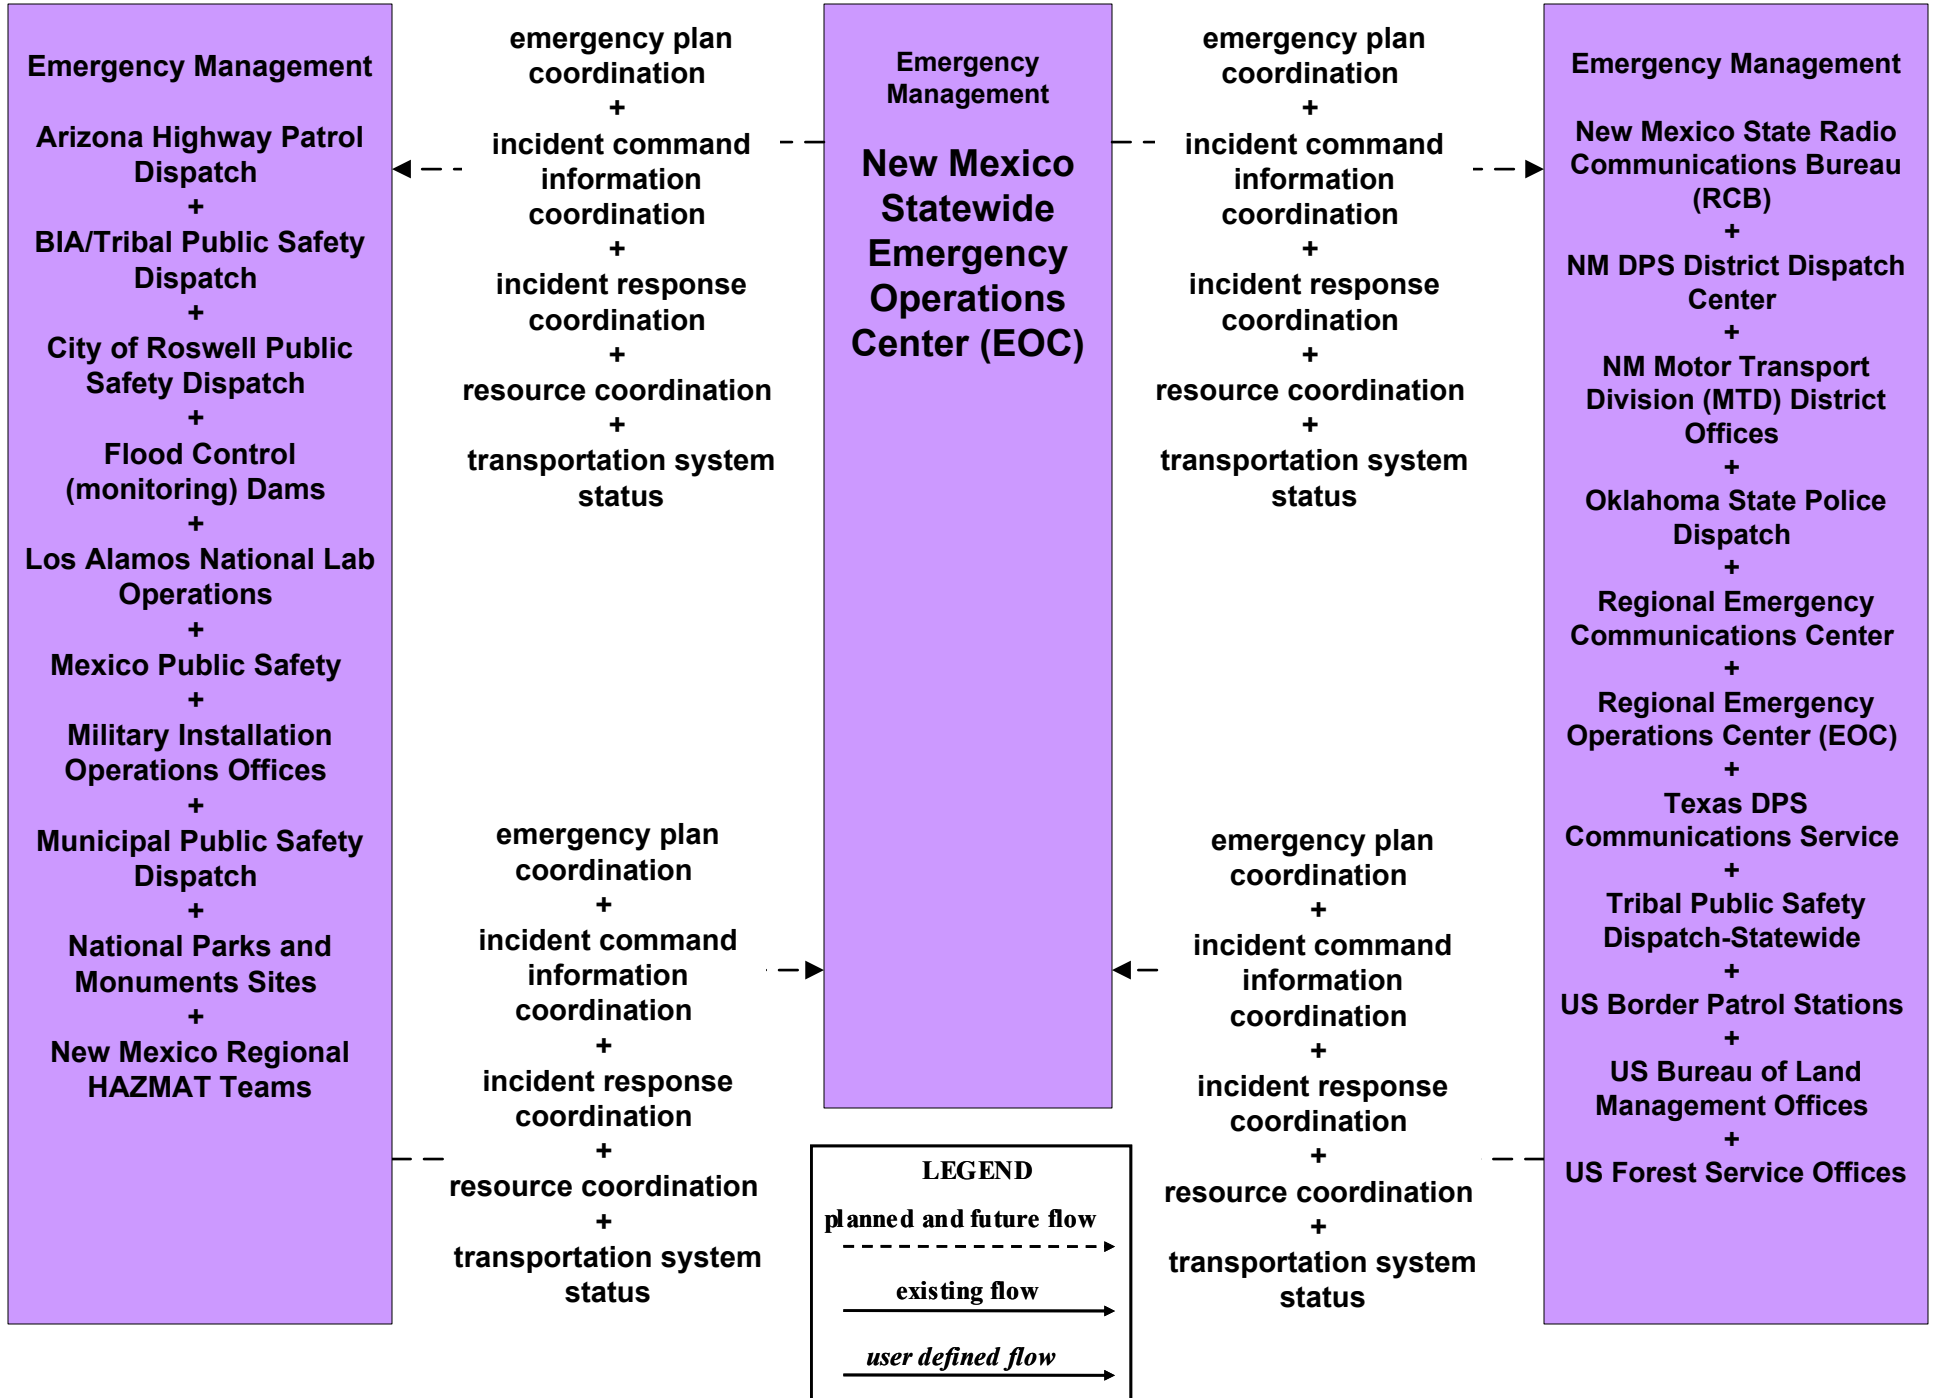 Emergency Management
Arizona Highway Patrol
Dispatch
+
BIA/Tribal Public Safety
Dispatch
+
City of Roswell Public
Safety Dispatch
+
Flood Control
(monitoring) Dams
+
Los Alamos National Lab
Operations
+
Mexico Public Safety
+
Military Installation
Operations Offices
+
Municipal Public Safety
Dispatch
+
National Parks and
Monuments Sites
+
New Mexico Regional
HAZMAT Teams
emergency plan
coordination
+
incident command
information
coordination
+
incident response
coordination
+
resource coordination
+
transportation system
status
emergency plan
coordination
+
incident command
information
coordination
+
incident response
coordination
+
resource coordination
+
transportation system
status
Emergency
Management
New Mexico
Statewide
Emergency
Operations
Center (EOC)
emergency plan
coordination
+
incident command
information
coordination
+
incident response
coordination
+
resource coordination
+
transportation system
status
emergency plan
coordination
+
incident command
information
coordination
+
incident response
coordination
+
resource coordination
+
transportation system
status
Emergency Management
New Mexico State Radio
Communications Bureau
(RCB)
+
NM DPS District Dispatch
Center
+
NM Motor Transport
Division (MTD) District
Offices
+
Oklahoma State Police
Dispatch
+
Regional Emergency
Communications Center
+
Regional Emergency
Operations Center (EOC)
+
Texas DPS
Communications Service
+
Tribal Public Safety
Dispatch-Statewide
+
US Border Patrol Stations
+
US Bureau of Land
Management Offices
+
US Forest Service Offices
LEGEND
planned and future flow
existing flow
user defined flow